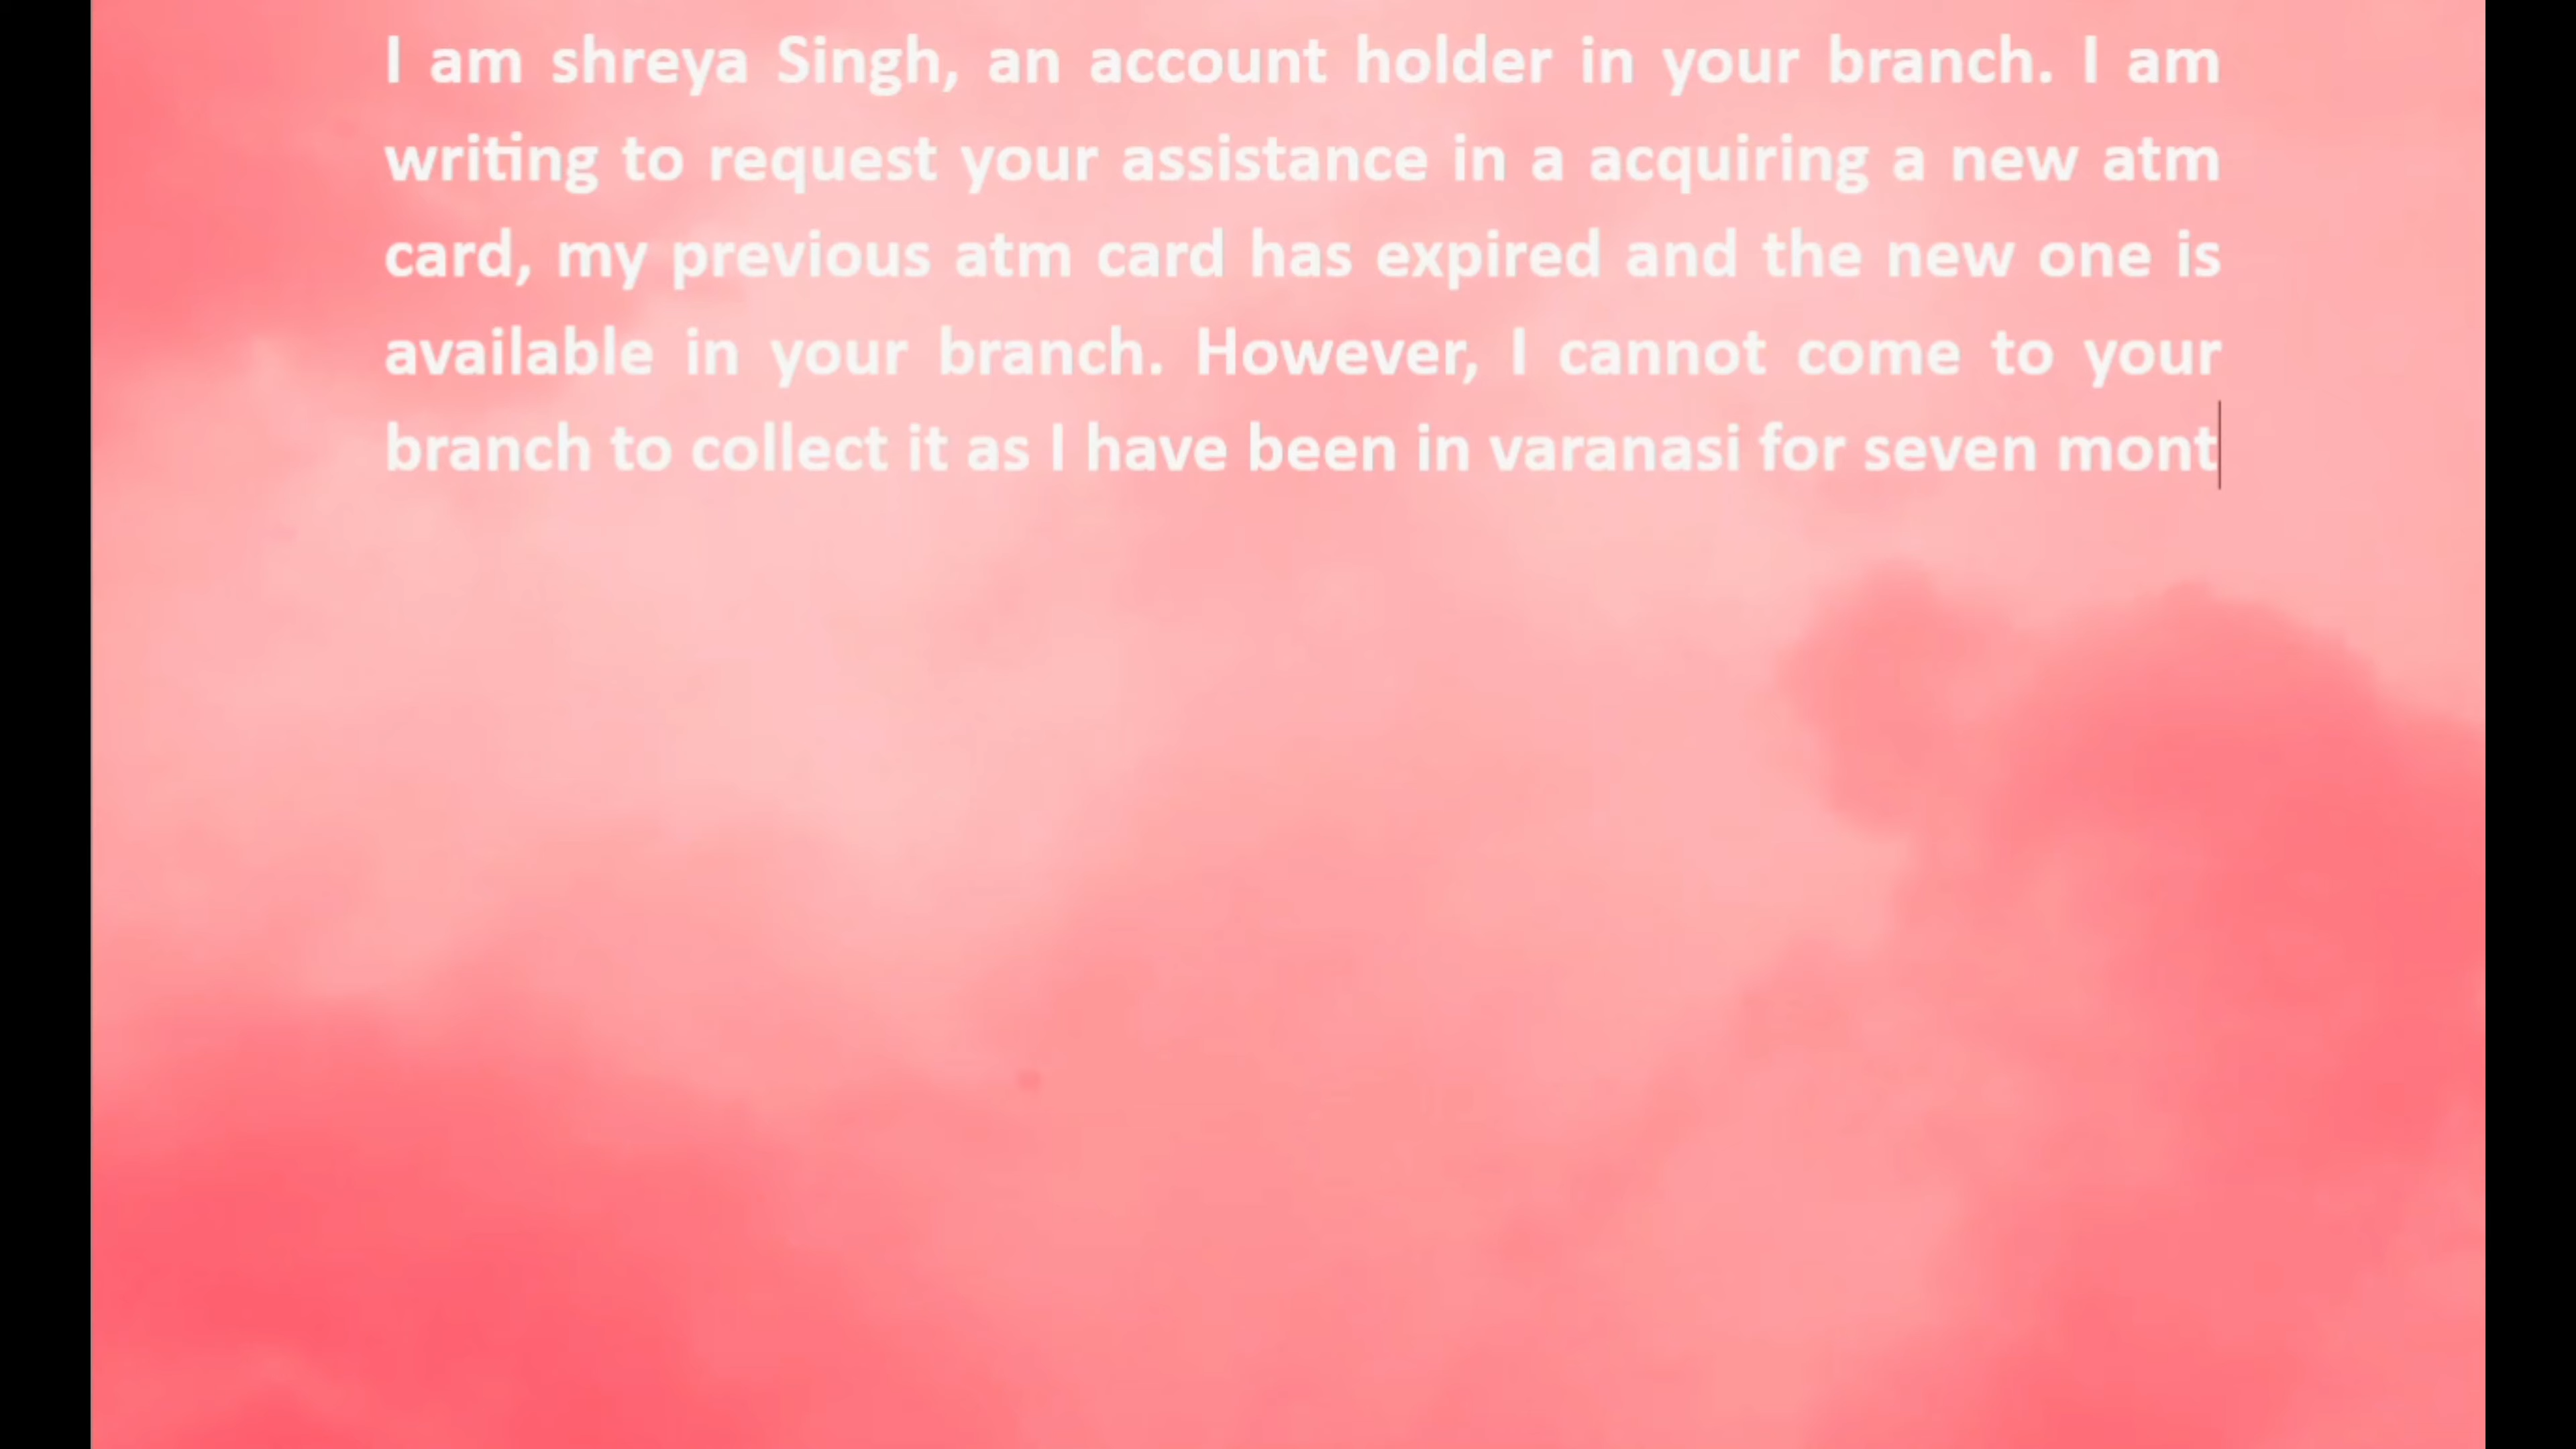 I am shreya Singh, an account holder in your branch. I am
writing to request your assistance in a acquiring a new atm
card, my previous atm card has expired and the new one is
available in your branch. However, I cannot come to your
branch to collect it as I have been in varanasi for seven mont